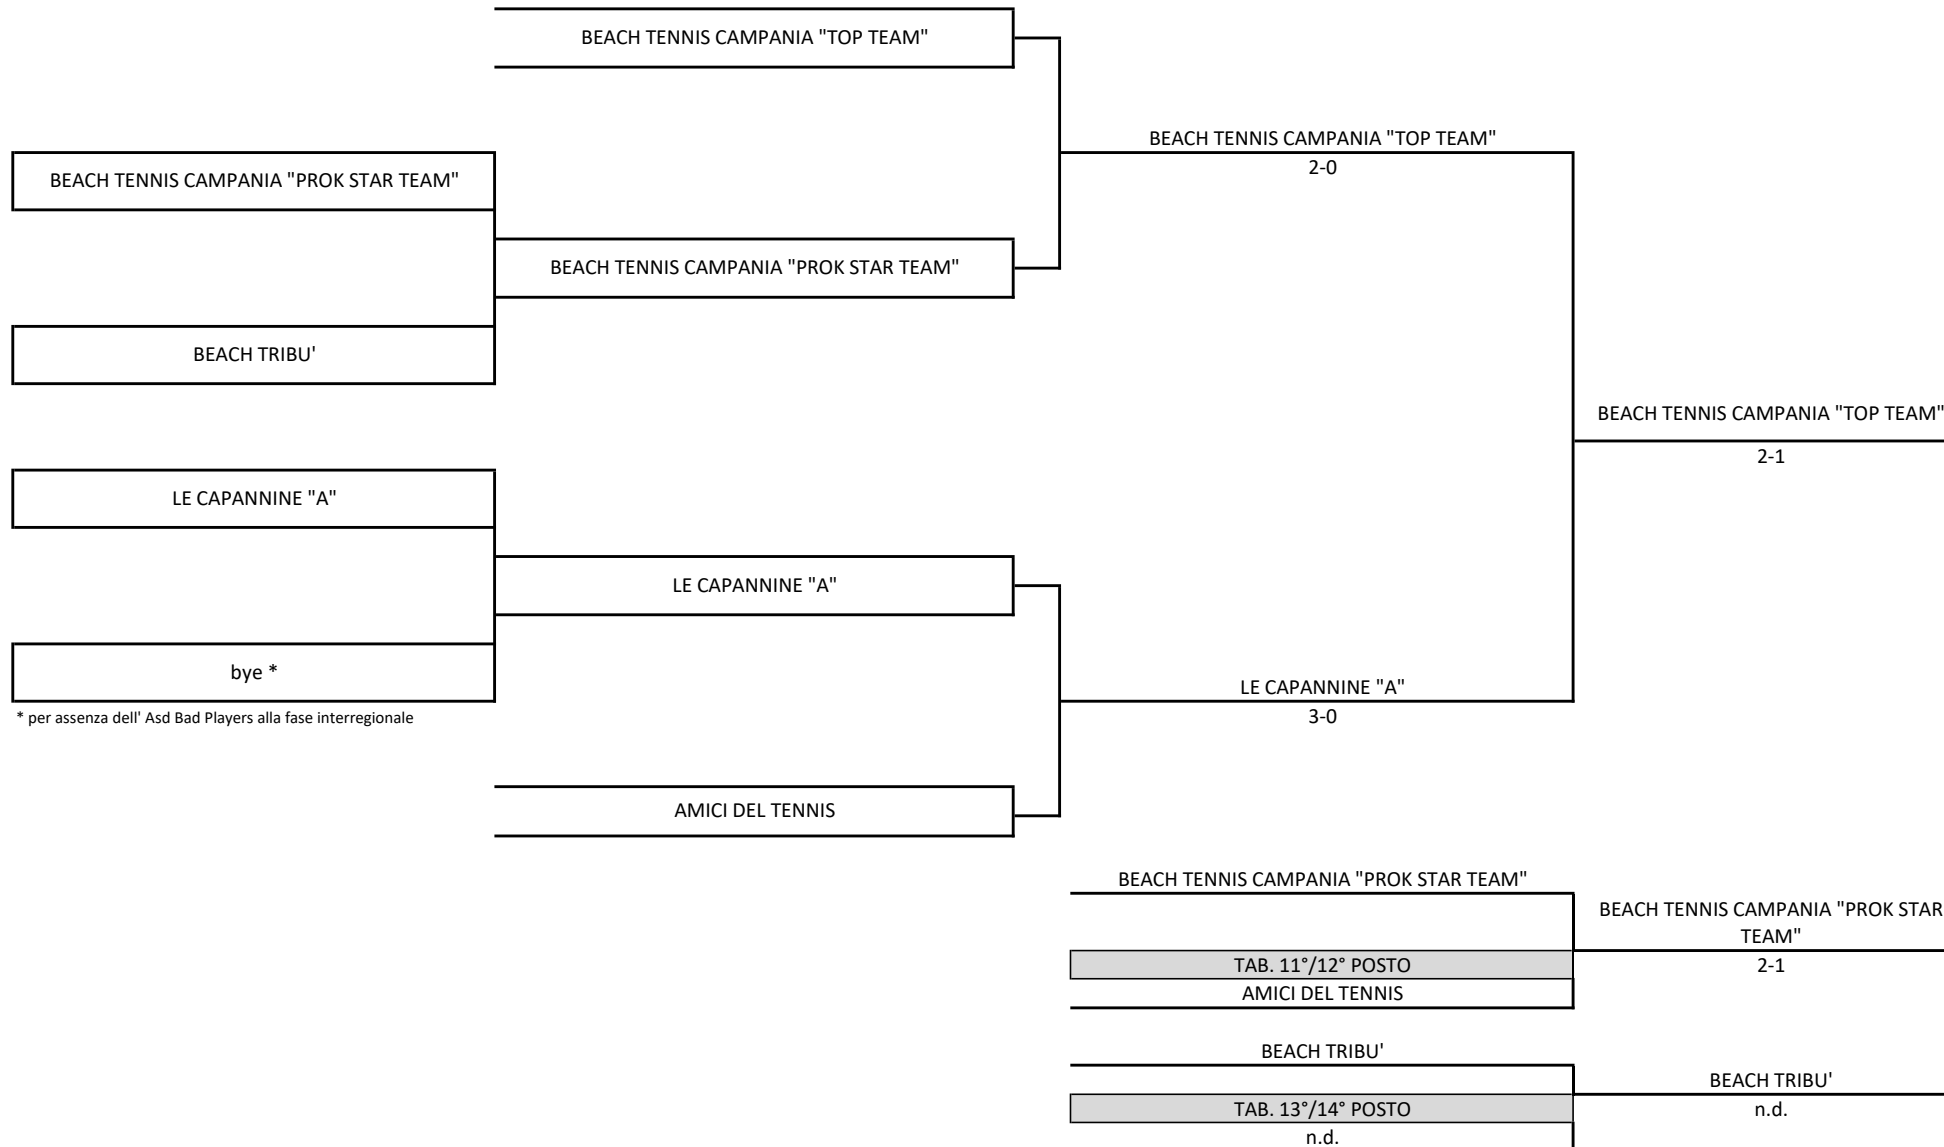 BEACH TENNIS CAMPANIA "TOP TEAM"
BEACH TENNIS CAMPANIA "TOP TEAM"
2-0
BEACH TENNIS CAMPANIA "PROK STAR TEAM"
BEACH TENNIS CAMPANIA "PROK STAR TEAM"
BEACH TRIBU'
BEACH TENNIS CAMPANIA "TOP TEAM"
2-1
LE CAPANNINE "A"
LE CAPANNINE "A"
bye *
LE CAPANNINE "A"
3-0
* per assenza dell' Asd Bad Players alla fase interregionale
AMICI DEL TENNIS
BEACH TENNIS CAMPANIA "PROK STAR TEAM"
BEACH TENNIS CAMPANIA "PROK STAR
TEAM"
2-1
TAB. 11°/12° POSTO
AMICI DEL TENNIS
BEACH TRIBU'
BEACH TRIBU'
n.d.
TAB. 13°/14° POSTO
n.d.